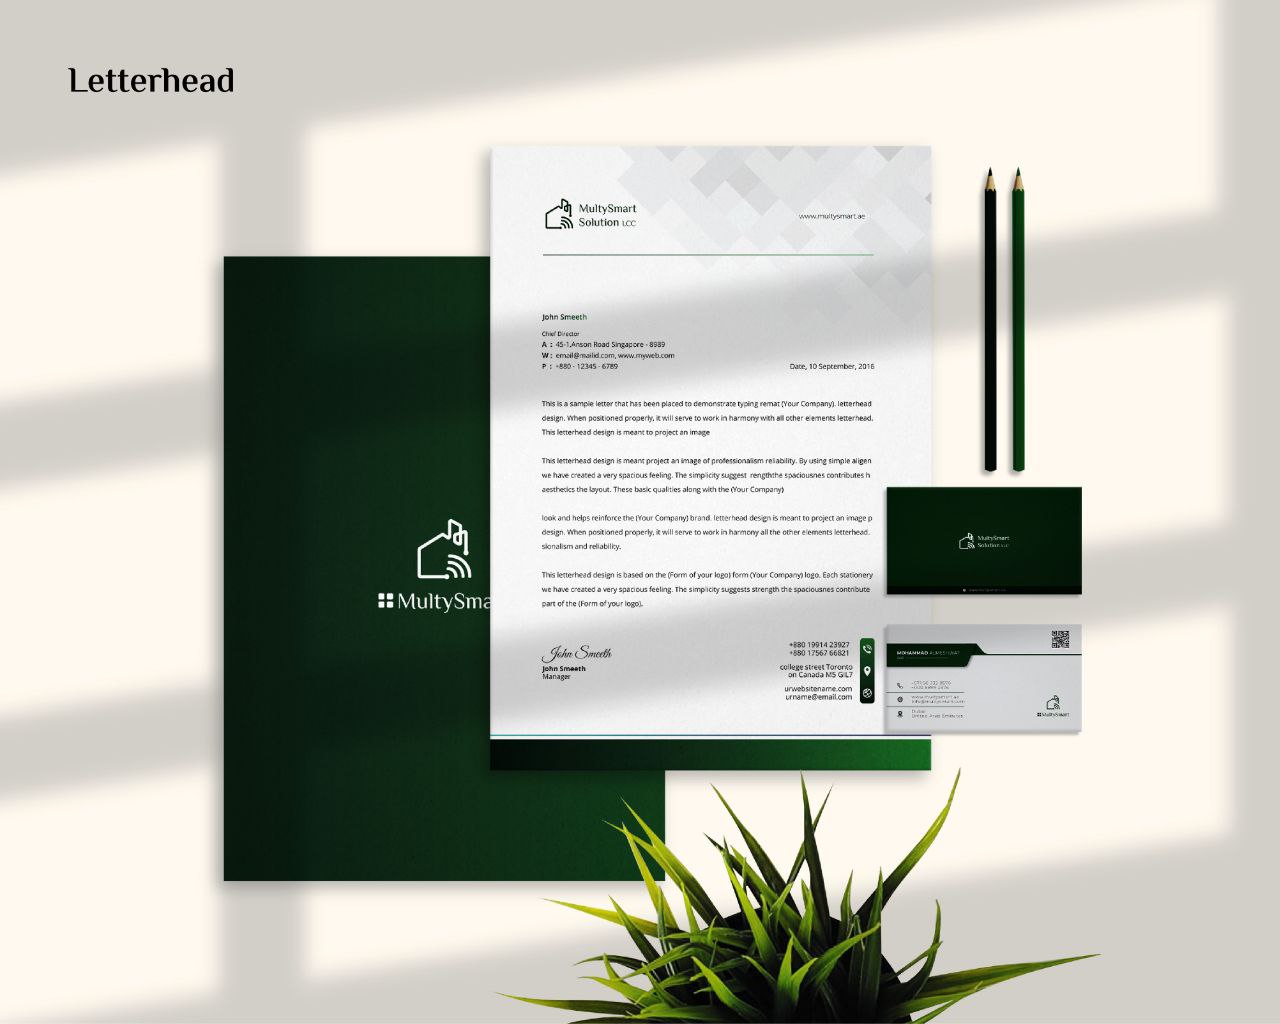 Letterhead
MultySmart
Solution LCC
www.multysmart.ae
John Smeeth
Chief Director
A : 45-1,Anson Road Singapore - 8989
W : email@mailid.com, www.myweb.com
P : +880 - 12345 - 6789
Date, 10 September, 2016
This is a sample letter that has been placed to demonstrate typing remat (Your Company). letterhead
design. When positioned properly, it will serve to work in harmony with all other elements letterhead.
This letterhead design is meant to project an image
This letterhead design is meant project an image of professionalism reliability. By using simple aligen
we have created a very spacious feeling. The simplicity suggest rengththe spaciousnes contributes h
aesthetics the layout. These basic qualities along with the (Your Company)
look and helps reinforce the (Your Company) brand. letterhead design is meant to project an image p
design. When positioned properly, it will serve to work in harmony all the other elements letterhead.
sionalism and reliability.
This letterhead design is based on the (Form of your logo) form (Your Company) logo. Each stationery
we have created a very spacious feeling. The simplicity suggests strength the spaciousnes contribute
part of the (Form of your logo).
John Smeeth
John Smeeth
Manager
+880 19914 23927
+880 17567 66821
college street Toronto
on Canada M5 GIL7
urwebsitename.com
urname@email.com
MultySma
MultySmart
Solution LCC
MOHAMMAD ALMESHWAT
www.multysmart.ae
Dubai
United Arab Emirates
MultySmart